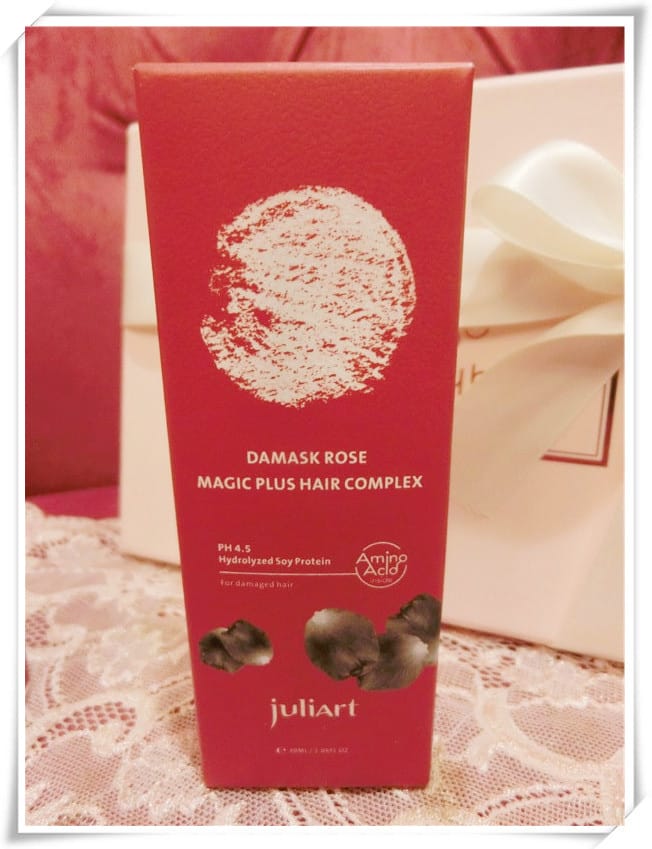 DAMASK ROSE
MAGIC PLUS HAIR COMPLEX
PH 4.5
Hydrolyzed Soy Protein
Amino
Acid
For damaged hair
juliArt